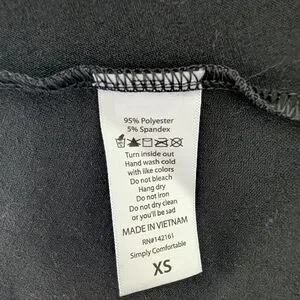 95% Polyester
5% Spandex
Turn inside out
Hand wash cold
with like colors
Do not bleach
Hang dry
Do not iron
Do not dry clean
or you'll be sad
MADE IN VIETNAM
RN#142161
Simply Comfortable
XS